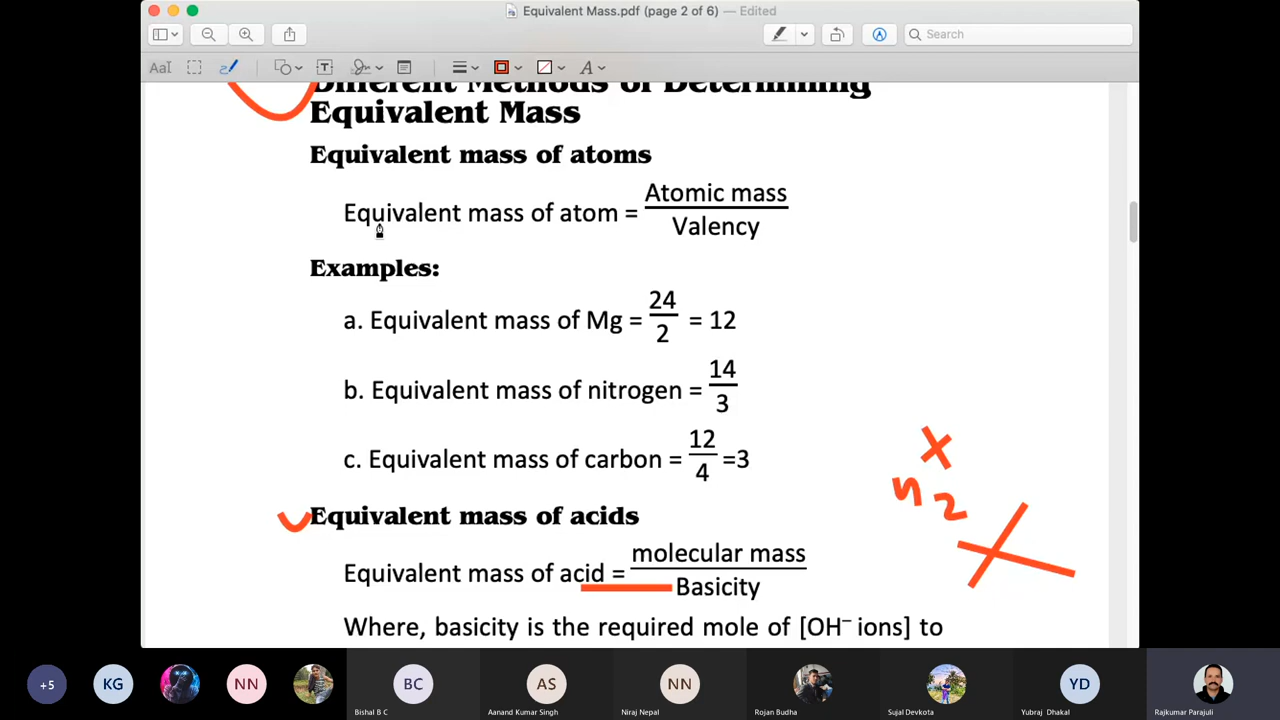 Equivalent Mass.pdf (page 2 of 6) — Edited
Search
AaI
T
A
Different Methods of Determining
Equivalent Mass
Equivalent mass of atoms
Equivalent mass of atom = Atomic mass / Valency
Examples:
a. Equivalent mass of Mg = 24/2 = 12
b. Equivalent mass of nitrogen = 14/3
c. Equivalent mass of carbon = 12/4 =3
Equivalent mass of acids
Equivalent mass of acid = molecular mass / Basicity
Where, basicity is the required mole of [OH⁻ ions] to
+5
KG
NN
BC
AS
NN
YD
Bishal B C
Aanand Kumar Singh
Niraj Nepal
Rojan Budha
Sujal Devkota
Yubraj Dhakal
Rajkumar Parajuli